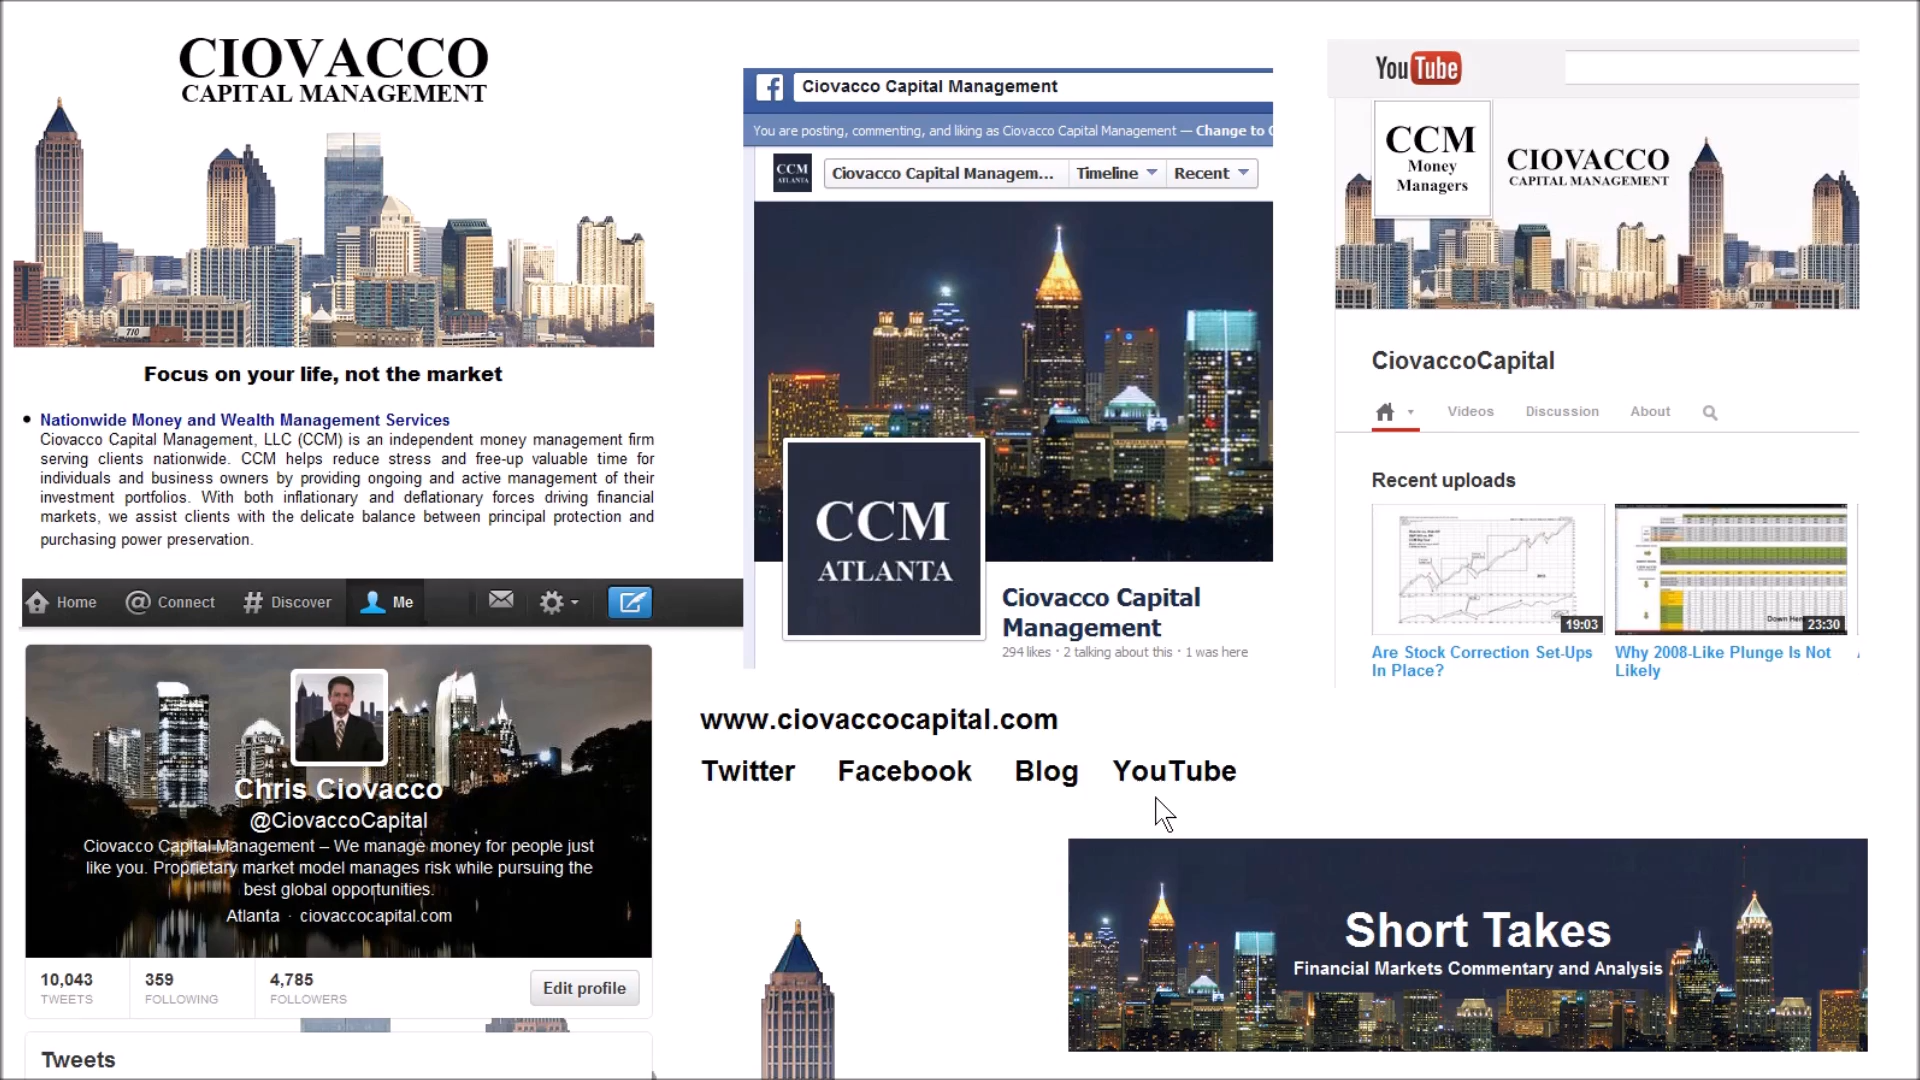 CIOVACCO
CAPITAL MANAGEMENT
Focus on your life, not the market
Nationwide Money and Wealth Management Services
Ciovacco Capital Management, LLC (CCM) is an independent money management firm
serving clients nationwide. CCM helps reduce stress and free-up valuable time for
individuals and business owners by providing ongoing and active management of their
investment portfolios. With both inflationary and deflationary forces driving financial
markets, we assist clients with the delicate balance between principal protection and
purchasing power preservation.
Home @ Connect # Discover Me
Chris Ciovacco
@CiovaccoCapital
Ciovacco Capital Management – We manage money for people just
like you. Proprietary market model manages risk while pursuing the
best global opportunities.
Atlanta · ciovaccocapital.com
10,043 359 4,785
TWEETS FOLLOWING FOLLOWERS
Edit profile
Tweets
f Ciovacco Capital Management
You are posting, commenting, and liking as Ciovacco Capital Management — Change to
CCM
ATLANTA
Ciovacco Capital Managem... Timeline Recent
CCM
ATLANTA
Ciovacco Capital
Management
294 likes · 2 talking about this · 1 was here
YouTube
CCM
Money
Managers
CIOVACCO
CAPITAL MANAGEMENT
CiovaccoCapital
Videos Discussion About
Recent uploads
19:03
Are Stock Correction Set-Ups
In Place?
23:30
Why 2008-Like Plunge Is Not
Likely
www.ciovaccocapital.com
Twitter Facebook Blog YouTube
Short Takes
Financial Markets Commentary and Analysis